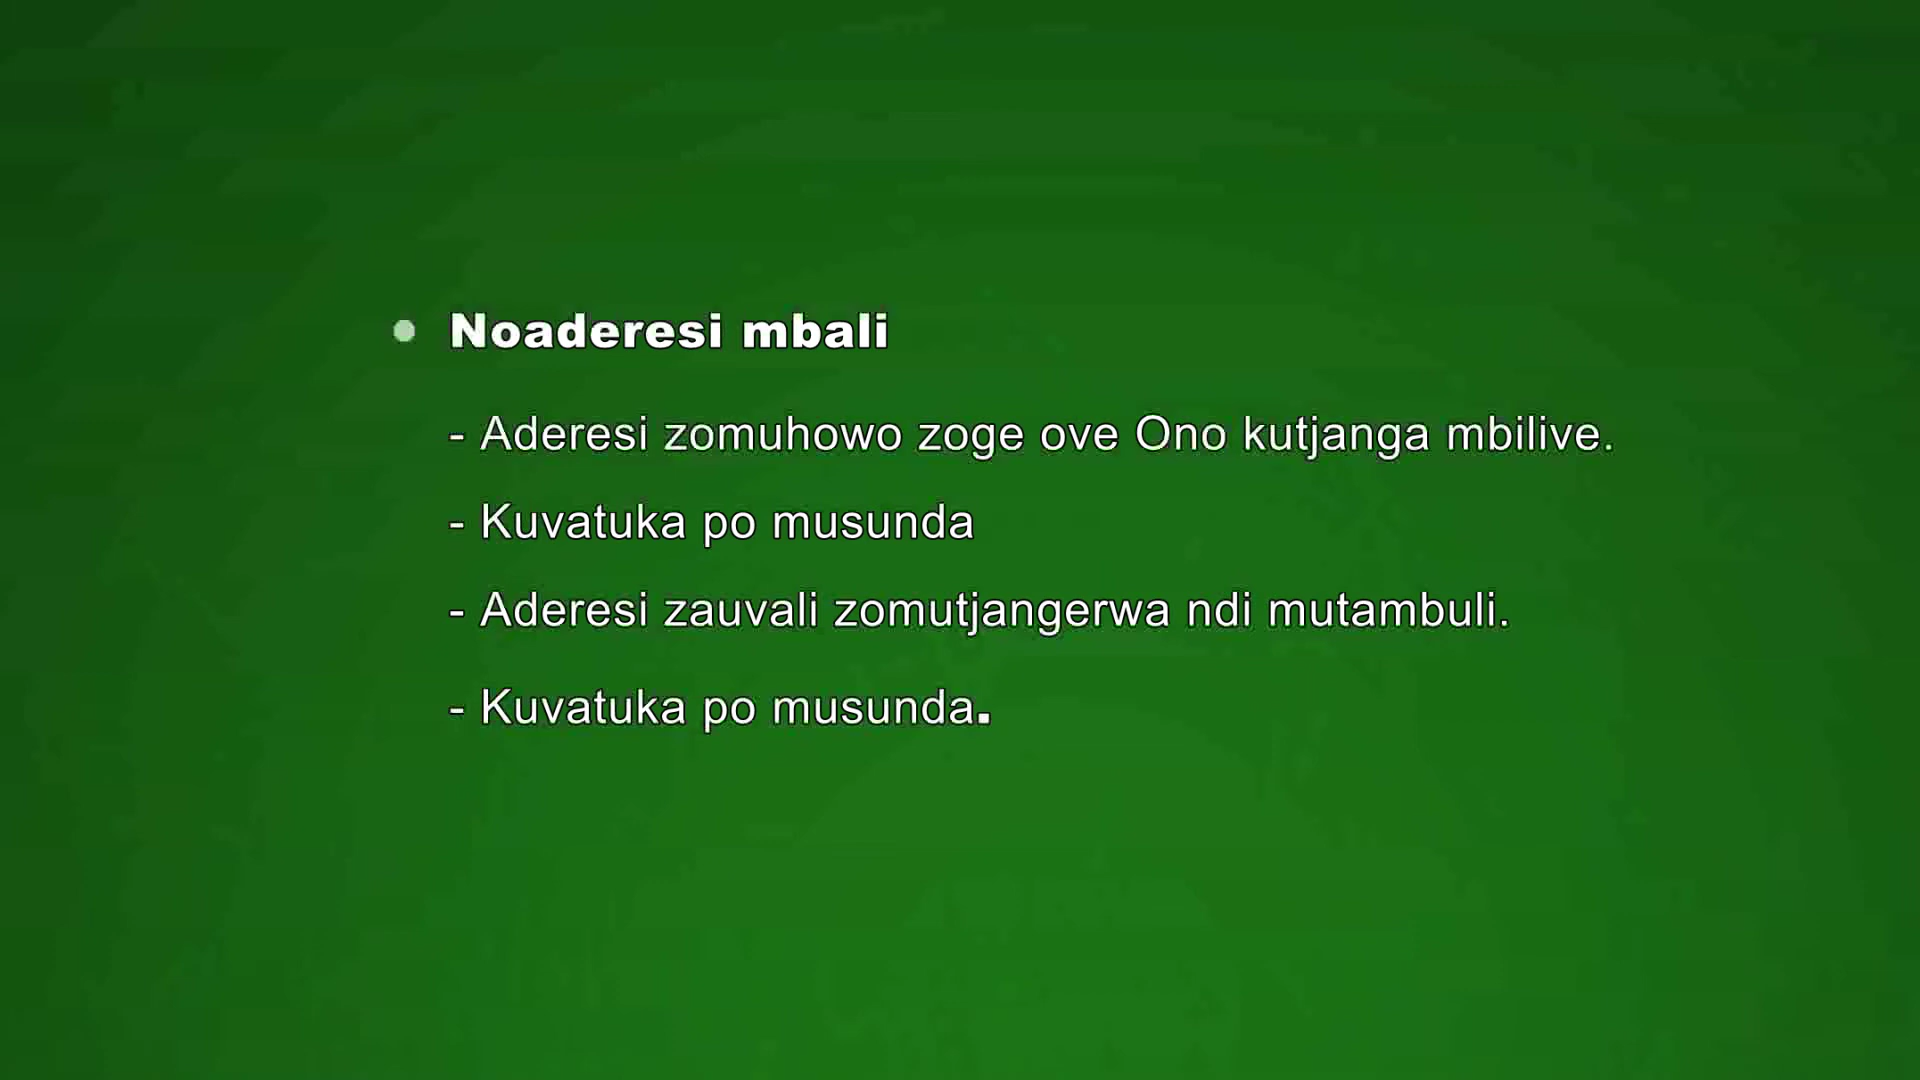 • Noaderesi mbali
- Aderesi zomuhowo zoge ove Ono kutjanga mbilive.
- Kuvatuka po musunda
- Aderesi zauvali zomutjangerwa ndi mutambuli.
- Kuvatuka po musunda.